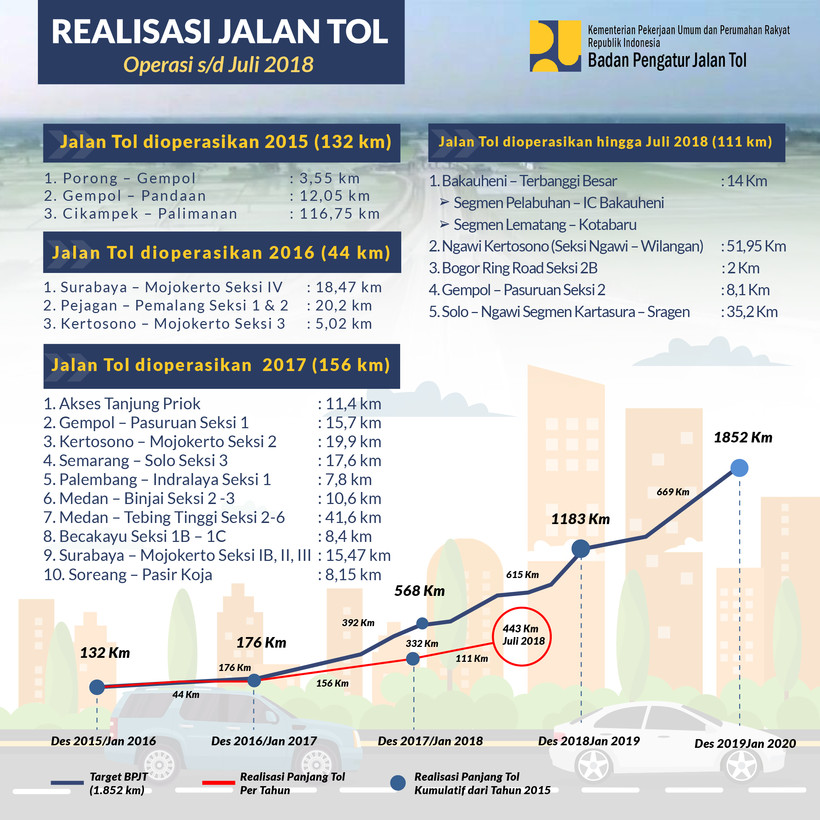 REALISASI JALAN TOL
Operasi s/d Juli 2018
Kementerian Pekerjaan Umum dan Perumahan Rakyat
Republik Indonesia
Badan Pengatur Jalan Tol
Jalan Tol dioperasikan 2015 (132 km)
1. Porong – Gempol : 3,55 km
2. Gempol – Pandaan : 12,05 km
3. Cikampek – Palimanan : 116,75 km
Jalan Tol dioperasikan 2016 (44 km)
1. Surabaya – Mojokerto Seksi IV : 18,47 km
2. Pejagan – Pemalang Seksi 1 & 2 : 20,2 km
3. Kertosono – Mojokerto Seksi 3 : 5,02 km
Jalan Tol dioperasikan 2017 (156 km)
1. Akses Tanjung Priok : 11,4 km
2. Gempol – Pasuruan Seksi 1 : 15,7 km
3. Kertosono – Mojokerto Seksi 2 : 19,9 km
4. Semarang – Solo Seksi 3 : 17,6 km
5. Palembang – Indralaya Seksi 1 : 7,8 km
6. Medan – Binjai Seksi 2 -3 : 10,6 km
7. Medan – Tebing Tinggi Seksi 2-6 : 41,6 km
8. Becakayu Seksi 1B – 1C : 8,4 km
9. Surabaya – Mojokerto Seksi IB, II, III : 15,47 km
10. Soreang – Pasir Koja : 8,15 km
Jalan Tol dioperasikan hingga Juli 2018 (111 km)
1. Bakauheni – Terbanggi Besar : 14 Km
➢ Segmen Pelabuhan – IC Bakauheni
➢ Segmen Lematang – Kotabaru
2. Ngawi Kertosono (Seksi Ngawi – Wilangan) : 51,95 Km
3. Bogor Ring Road Seksi 2B : 2 Km
4. Gempol – Pasuruan Seksi 2 : 8,1 Km
5. Solo – Ngawi Segmen Kartasura – Sragen : 35,2 Km
1852 Km
669 Km
1183 Km
615 Km
568 Km
392 Km
443 Km
Juli 2018
332 Km
111 Km
176 Km
176 Km
156 Km
132 Km
44 Km
Des 2015/Jan 2016
Des 2016/Jan 2017
Des 2017/Jan 2018
Des 2018Jan 2019
Des 2019Jan 2020
Target BPJT
(1.852 km)
Realisasi Panjang Tol
Per Tahun
Realisasi Panjang Tol
Kumulatif dari Tahun 2015